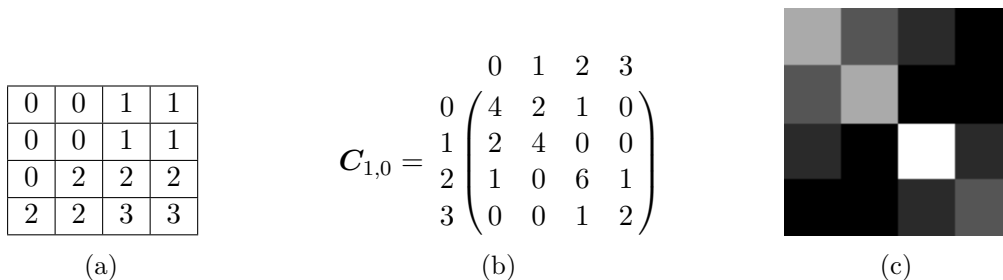 0 0 1 1
0 0 1 1
0 2 2 2
2 2 3 3
(a)
0 1 2 3
0 4 2 1 0
C1,0 = 1 2 4 0 0
2 1 0 6 1
3 0 0 1 2
(b)
(c)